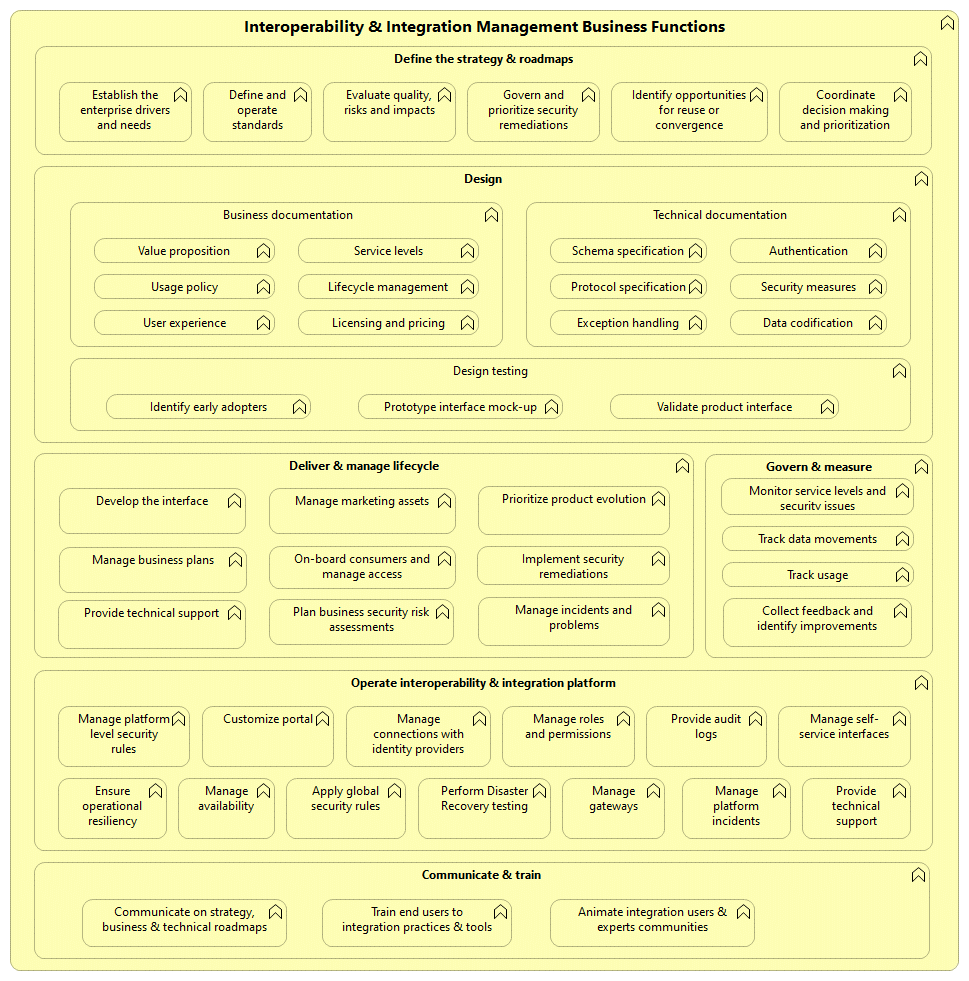 Interoperability & Integration Management Business Functions
Define the strategy & roadmaps
Establish the
enterprise drivers
and needs
Define and
operate
standards
Evaluate quality,
risks and impacts
Govern and
prioritize security
remediations
Identify opportunities
for reuse or
convergence
Coordinate
decision making
and prioritization
Design
Business documentation
Value proposition
Service levels
Usage policy
Lifecycle management
User experience
Licensing and pricing
Technical documentation
Schema specification
Authentication
Protocol specification
Security measures
Exception handling
Data codification
Design testing
Identify early adopters
Prototype interface mock-up
Validate product interface
Deliver & manage lifecycle
Develop the interface
Manage marketing assets
Prioritize product evolution
Manage business plans
On-board consumers and
manage access
Implement security
remediations
Provide technical support
Plan business security risk
assessments
Manage incidents and
problems
Govern & measure
Monitor service levels and
security issues
Track data movements
Track usage
Collect feedback and
identify improvements
Operate interoperability & integration platform
Manage platform
level security
rules
Customize portal
Manage
connections with
identity providers
Manage roles
and permissions
Provide audit
logs
Manage self-
service interfaces
Ensure
operational
resiliency
Manage
availability
Apply global
security rules
Perform Disaster
Recovery testing
Manage
gateways
Manage
platform
incidents
Provide
technical
support
Communicate & train
Communicate on strategy,
business & technical roadmaps
Train end users to
integration practices & tools
Animate integration users &
experts communities